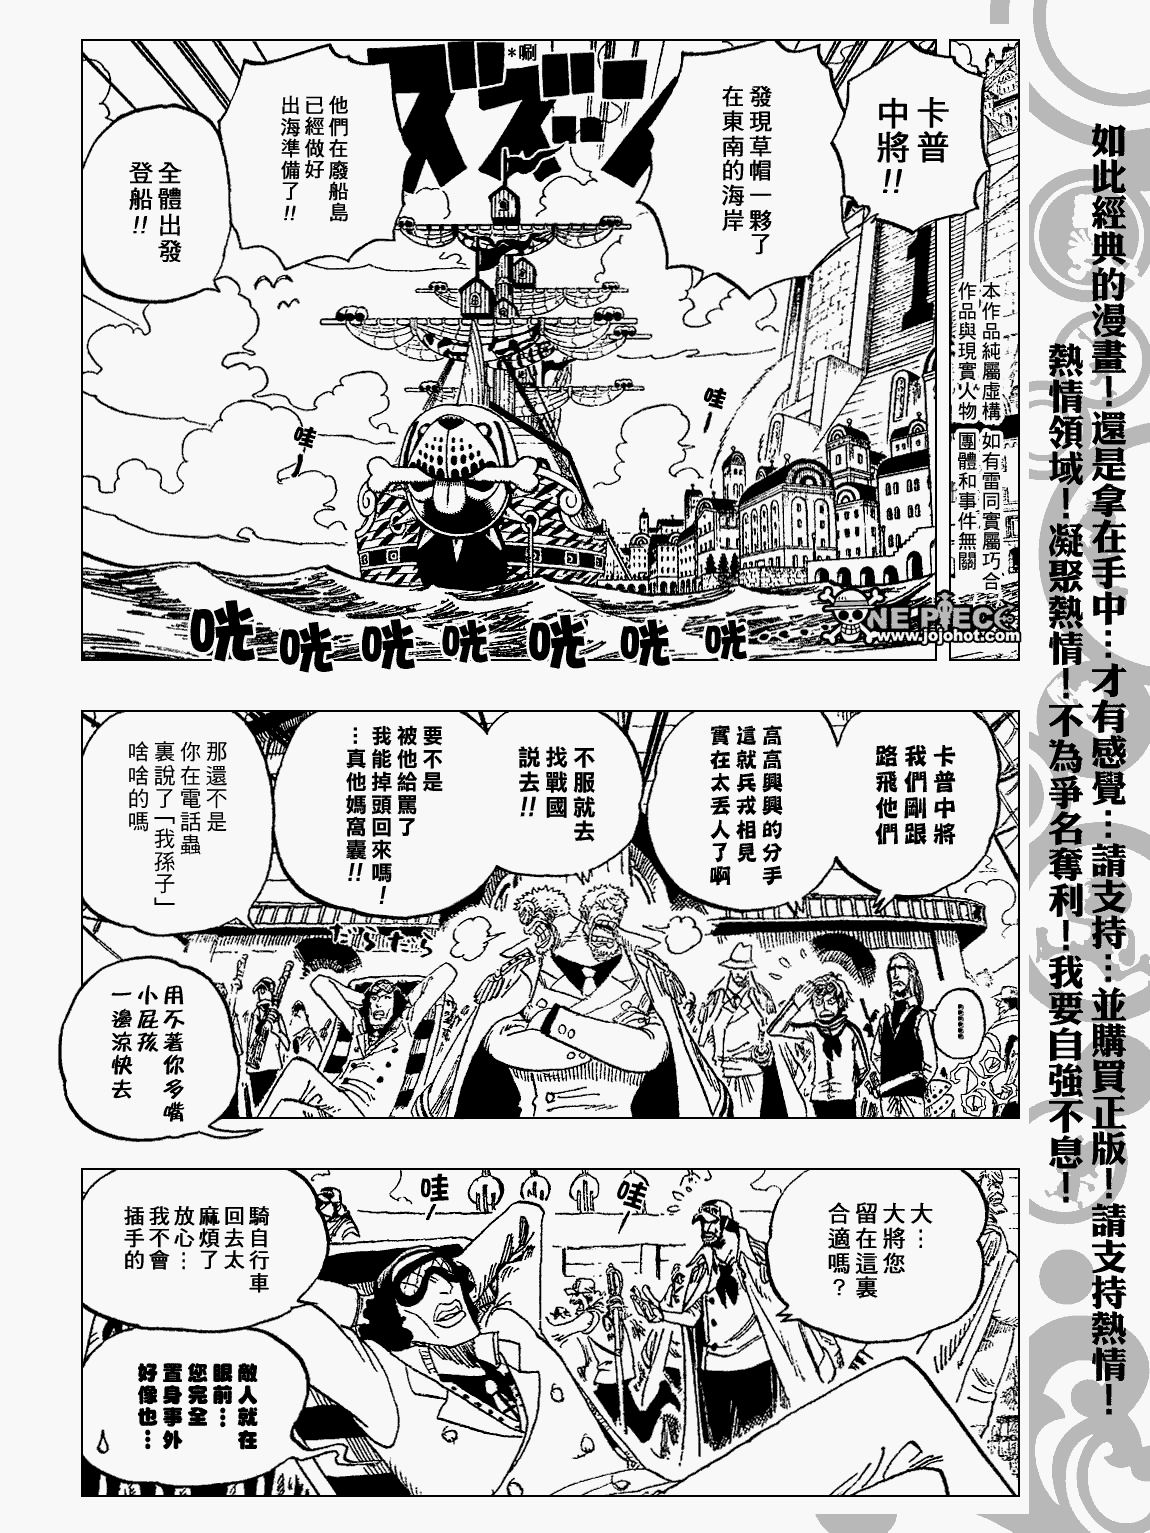 卡普
中將!!
發現草帽一夥了
在東南的海岸
*唰
ズズズン
他們在廢船島
已經做好
出海準備了!!
全體出發
登船!!
1
哇
哇
本作品純屬虛構 如有雷同實屬巧合
作品與現實火物 團體和事件無關
咣
咣
咣
咣
咣
咣
咣
ONE PIECE
www.jojohot.com
卡普中將
我們剛跟
路飛他們
高高興興的分手
這就兵戎相見
實在太丟人了啊
不服就去
找戰國
説去!!
要不是
被他給罵了
我能掉頭回來嗎!
…真他媽窩囊!!
那還不是
你在電話蟲
裏說了「我孫子」
啥啥的嗎
だらだら
用不著你多嘴
小屁孩
一邊涼快去
…………
大…
大將您
留在這裏
合適嗎?
哇
哇
騎自行車
回去太
麻煩了
放心…
我不會
插手的
敵人就在
眼前…
您完全
置身事外
好像也…
如此經典的漫畫!還是拿在手中…才有感覺…請支持…並購買正版!請支持熱情!
熱情領域!凝聚熱情!不為爭名奪利!我要自強不息!